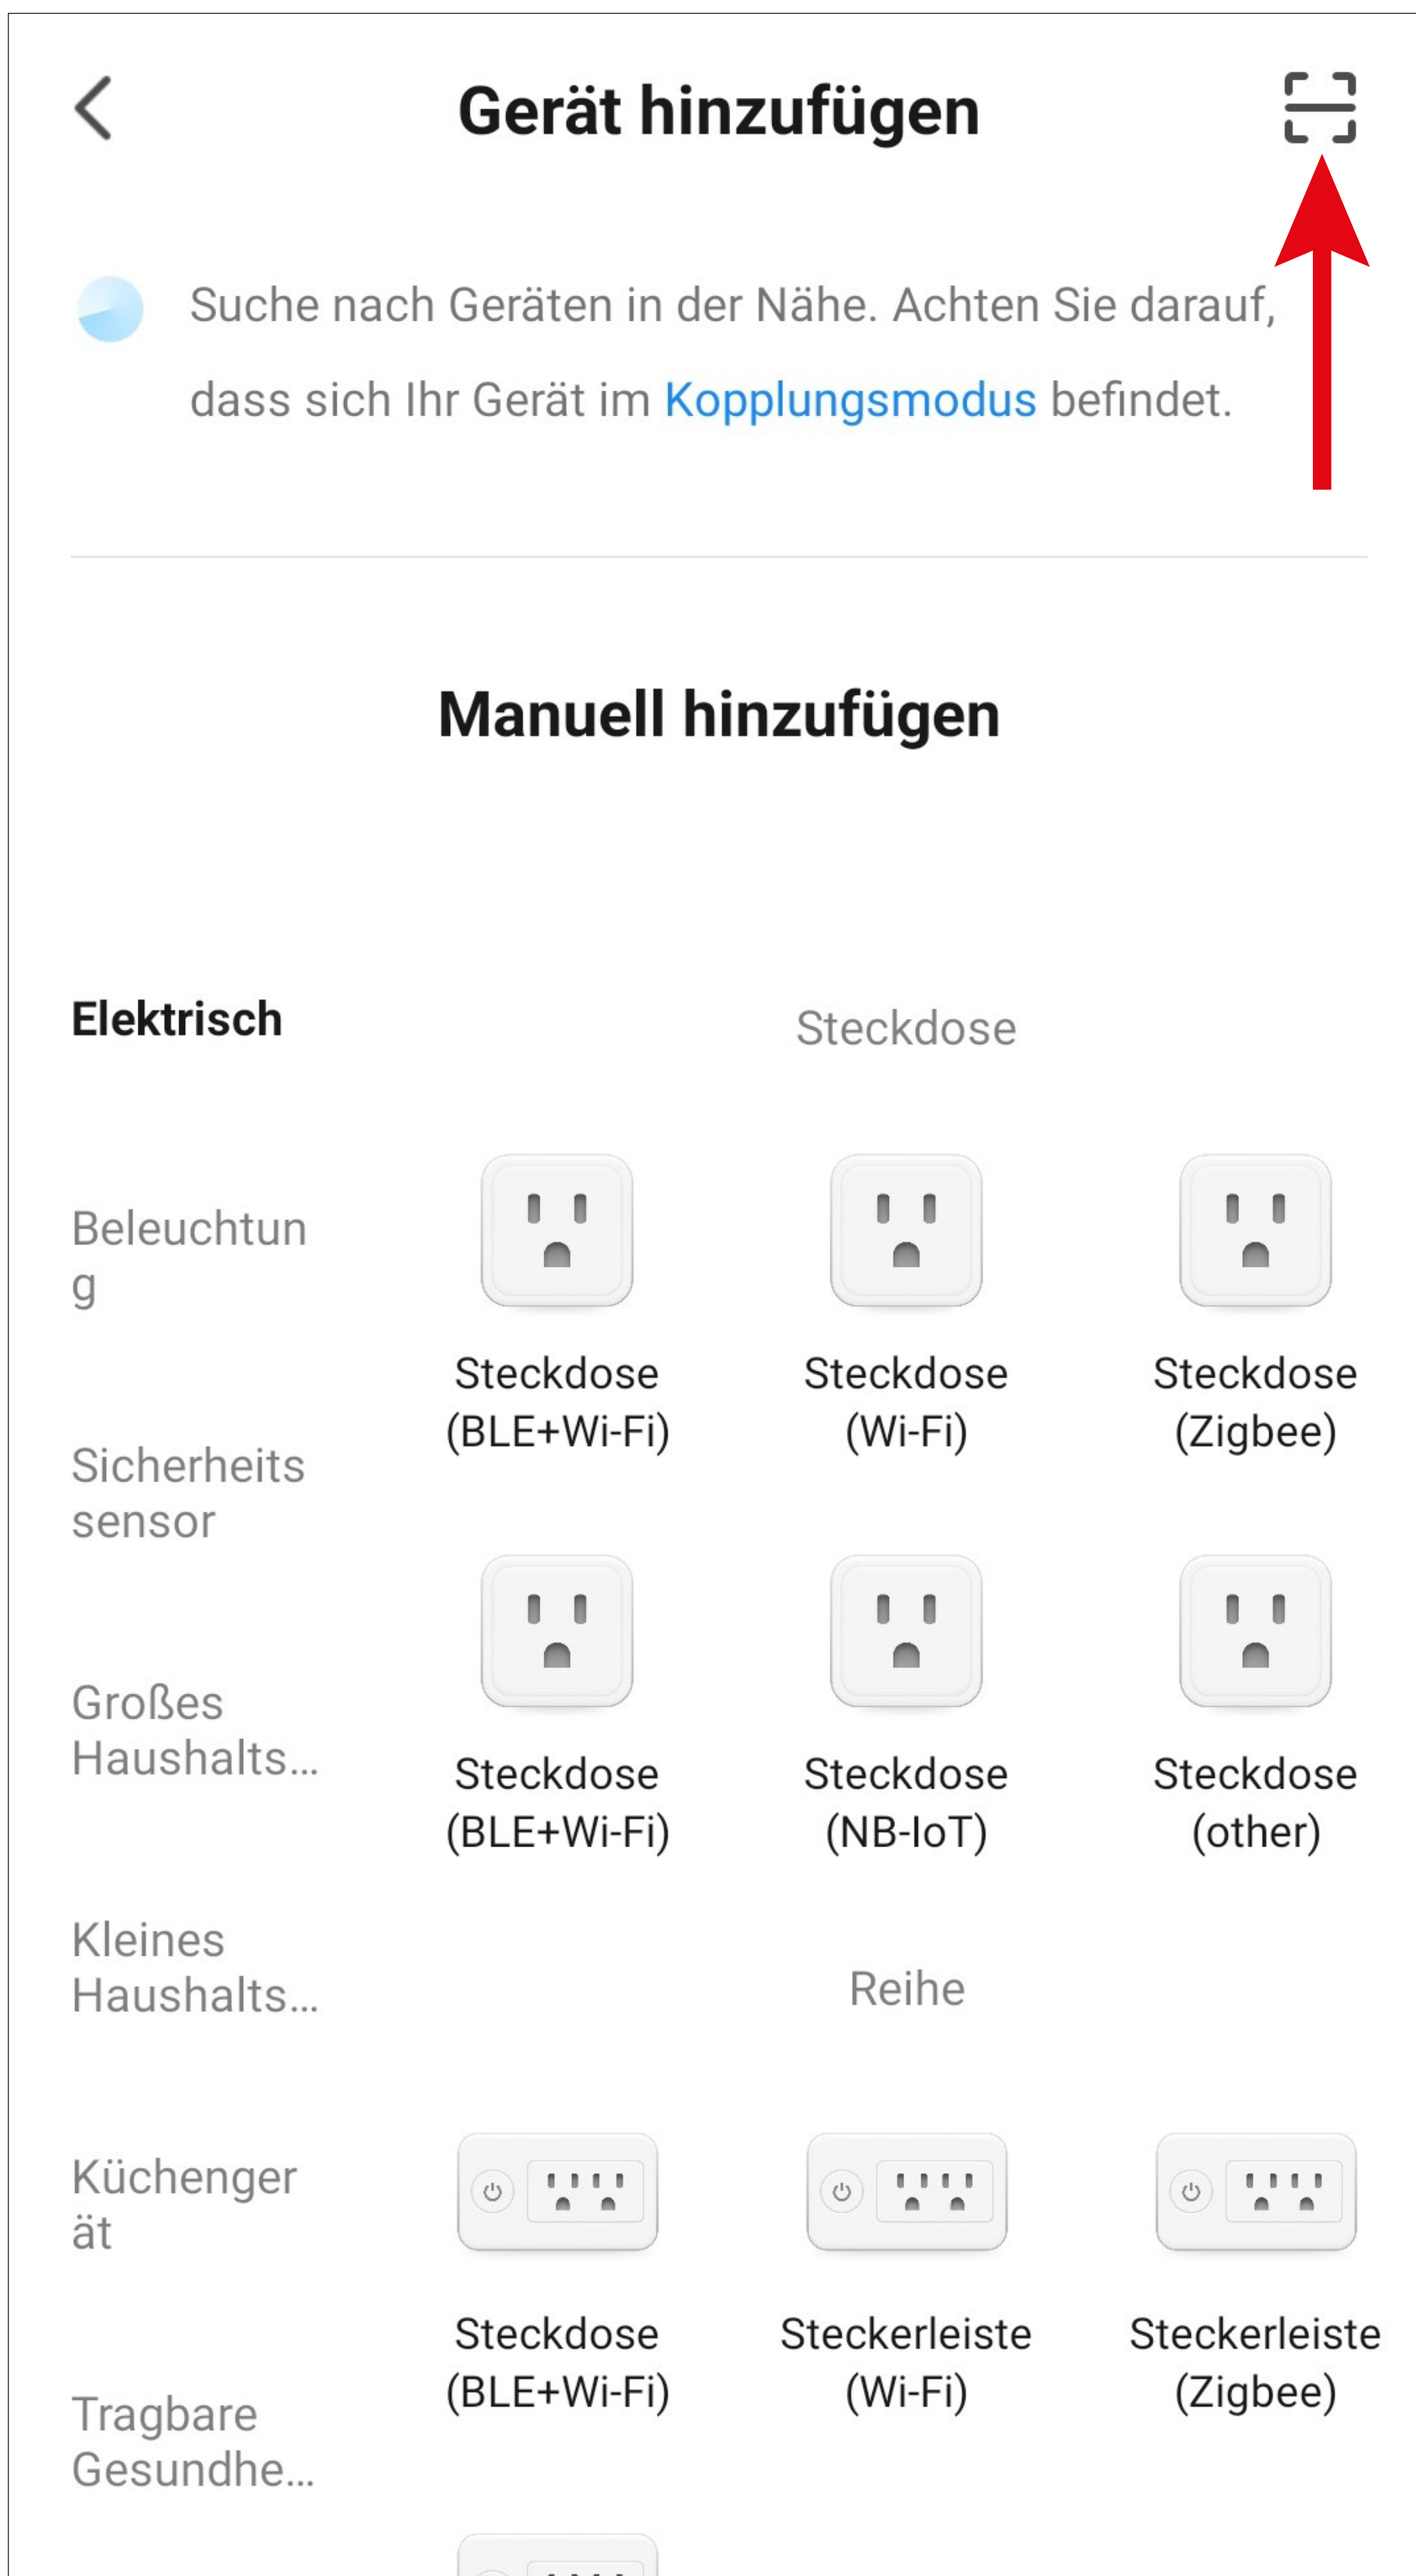 Gerät hinzufügen
Suche nach Geräten in der Nähe. Achten Sie darauf,
dass sich Ihr Gerät im Kopplungsmodus befindet.
Manuell hinzufügen
Elektrisch
Beleuchtun
g
Sicherheits
sensor
Großes
Haushalts...
Kleines
Haushalts...
Küchenger
ät
Tragbare
Gesundhe...
Steckdose
Steckdose
(BLE+Wi-Fi)
Steckdose
(Wi-Fi)
Steckdose
(Zigbee)
Steckdose
(BLE+Wi-Fi)
Steckdose
(NB-IoT)
Steckdose
(other)
Reihe
Steckdose
(BLE+Wi-Fi)
Steckerleiste
(Wi-Fi)
Steckerleiste
(Zigbee)